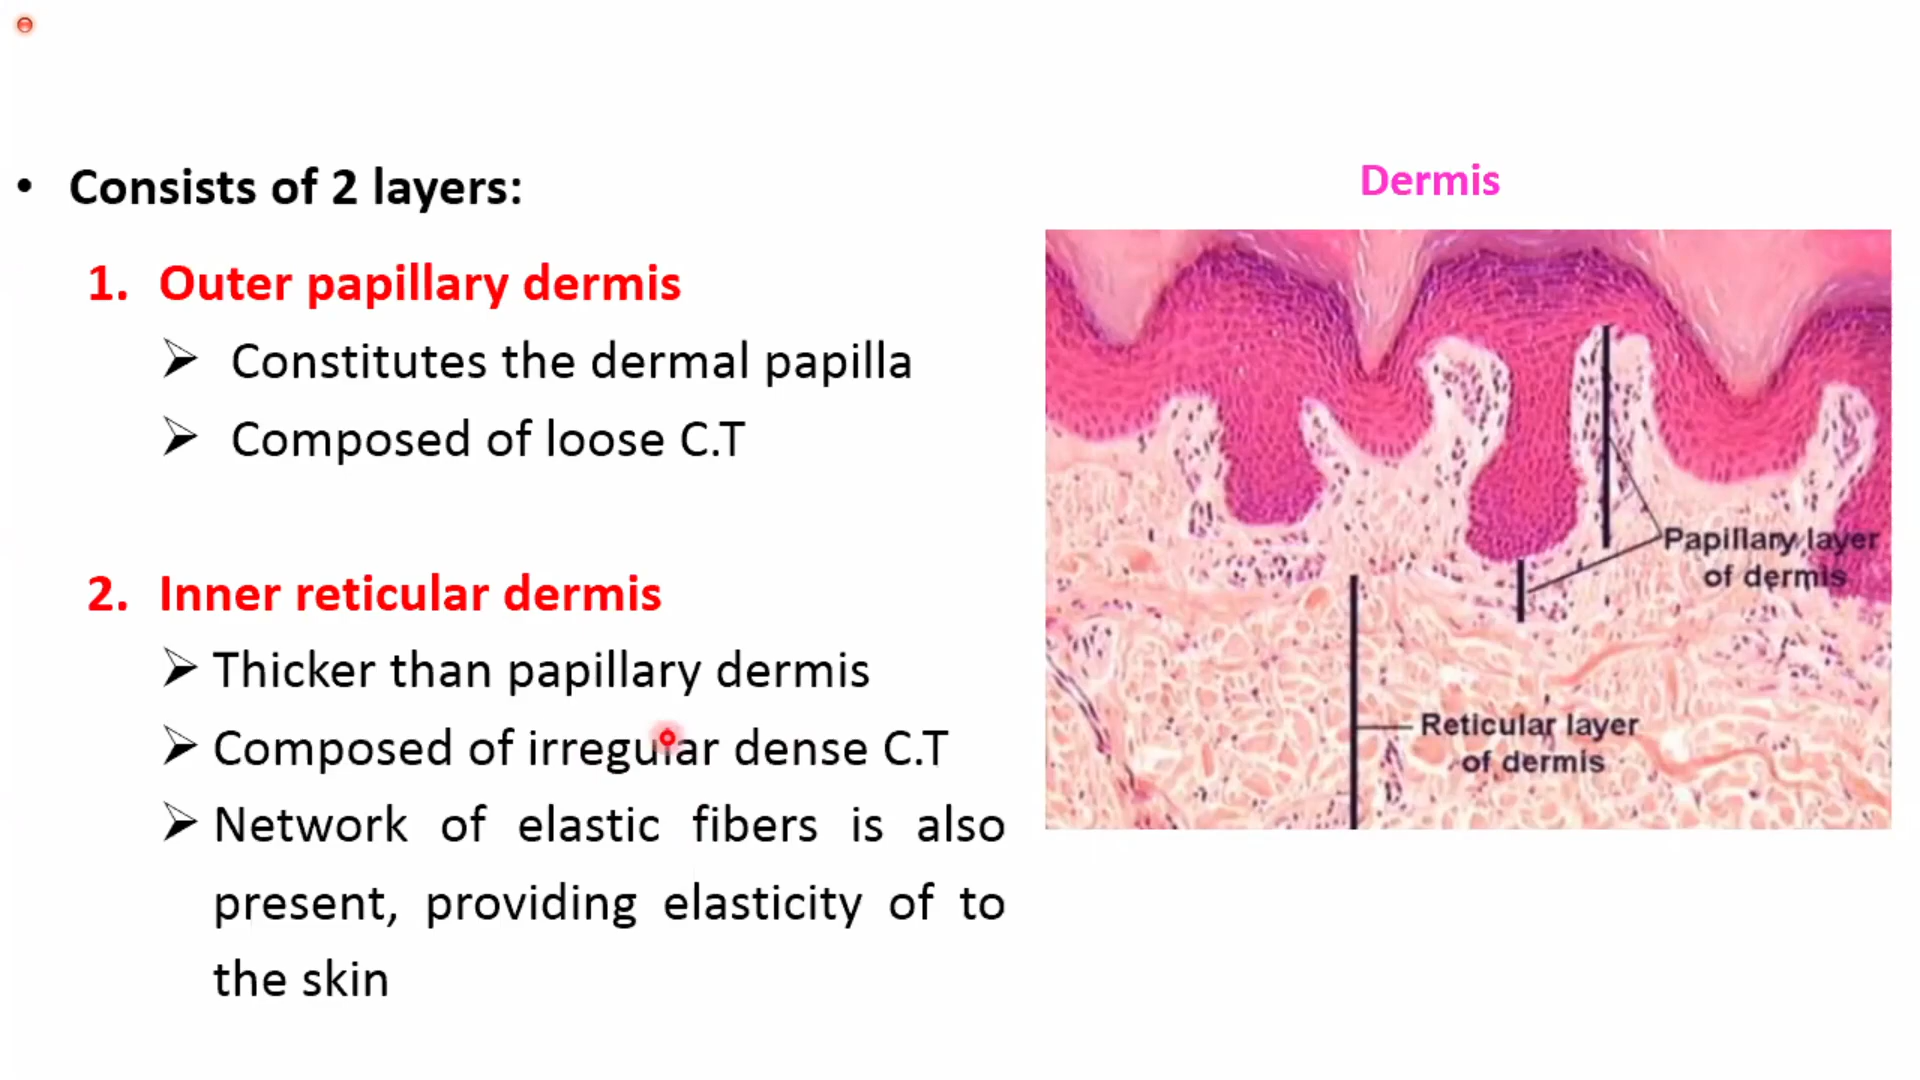 • Consists of 2 layers:
Dermis
1. Outer papillary dermis
➢ Constitutes the dermal papilla
➢ Composed of loose C.T
2. Inner reticular dermis
➢ Thicker than papillary dermis
➢ Composed of irregular dense C.T
➢ Network of elastic fibers is also
present, providing elasticity of to
the skin
Papillary layer
of dermis
Reticular layer
of dermis